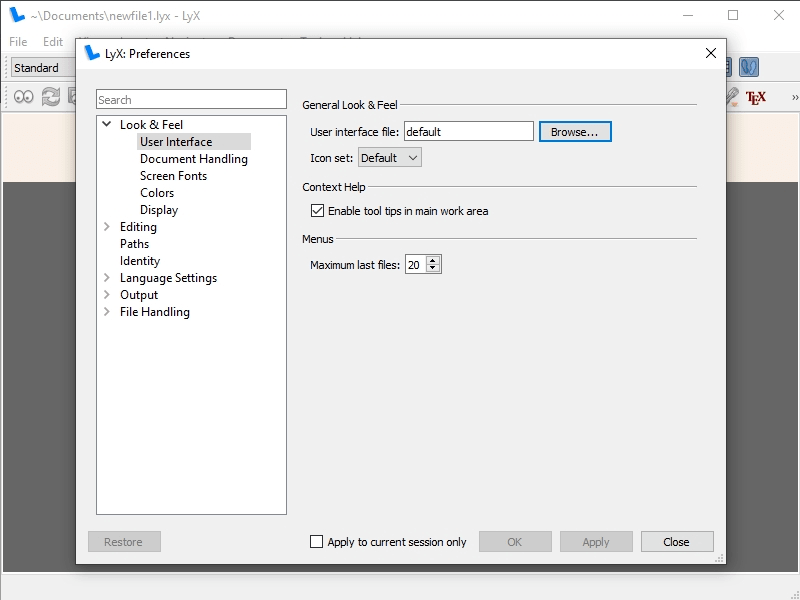 ~\Documents\newfile1.lyx - LyX
File Edit
LyX: Preferences
Standard
Search
General Look & Feel
Look & Feel
User interface file: default Browse...
User Interface
Icon set: Default
Document Handling
Screen Fonts
Context Help
Colors
Enable tool tips in main work area
Display
Editing
Menus
Paths
Identity
Maximum last files: 20
Language Settings
Output
File Handling
TEX
Restore
Apply to current session only
OK
Apply
Close